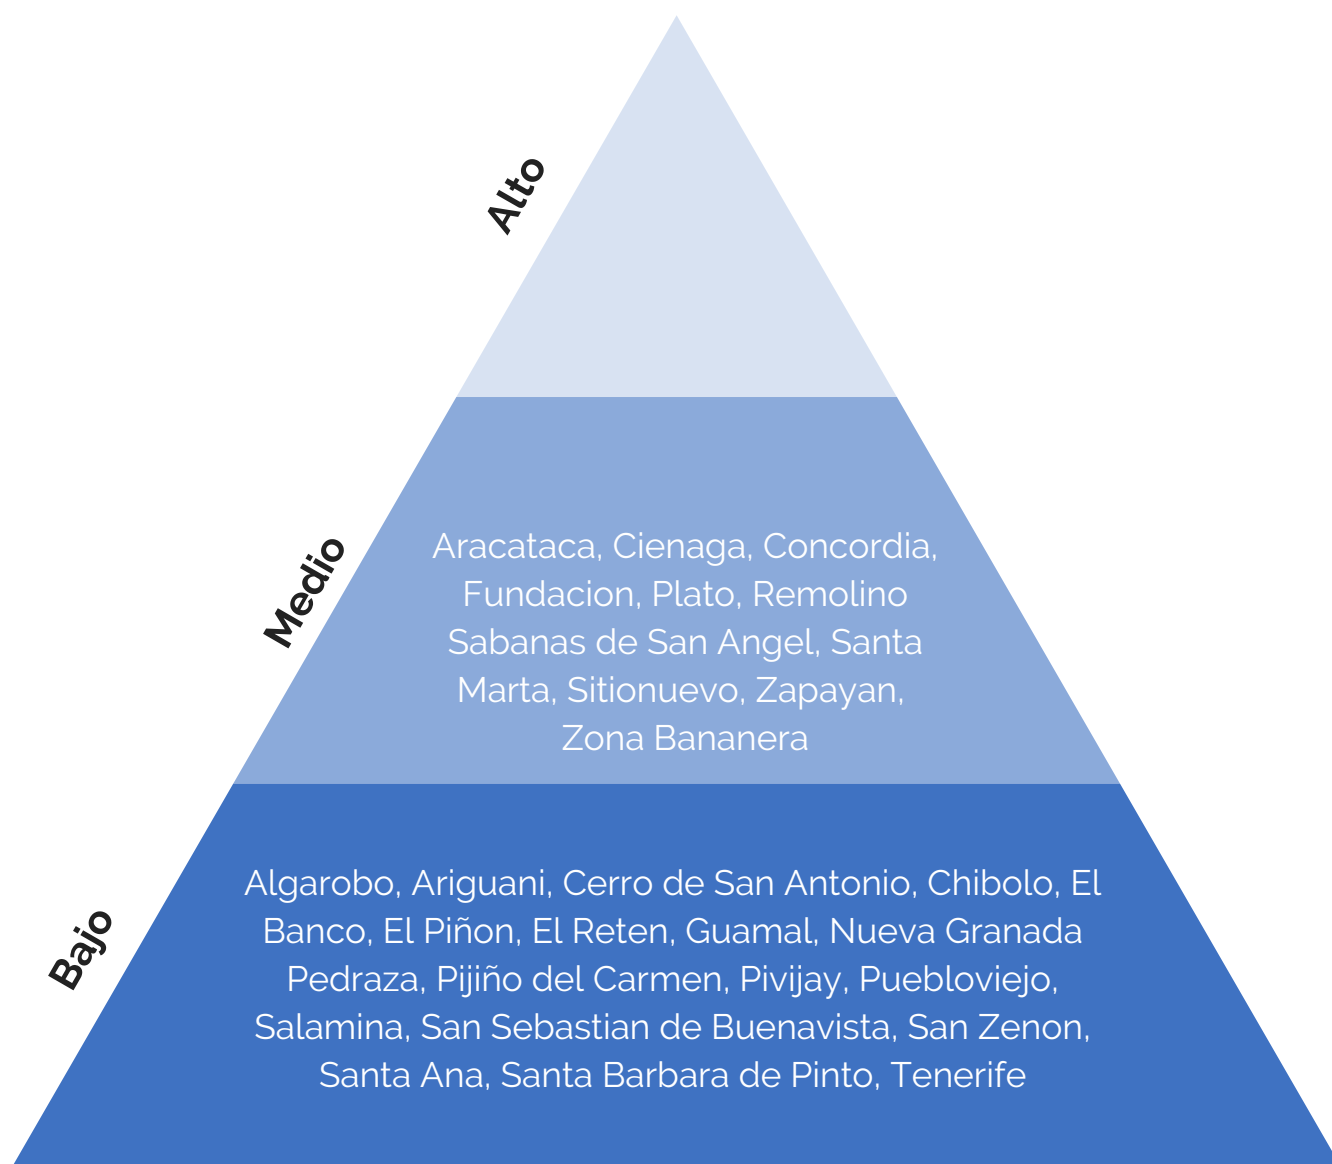 Alto
Medio
Aracataca, Cienaga, Concordia,
Fundacion, Plato, Remolino
Sabanas de San Angel, Santa
Marta, Sitionuevo, Zapayan,
Zona Bananera
Bajo
Algarobo, Ariguani, Cerro de San Antonio, Chibolo, El
Banco, El Piñon, El Reten, Guamal, Nueva Granada
Pedraza, Pijiño del Carmen, Pivijay, Puebloviejo,
Salamina, San Sebastian de Buenavista, San Zenon,
Santa Ana, Santa Barbara de Pinto, Tenerife